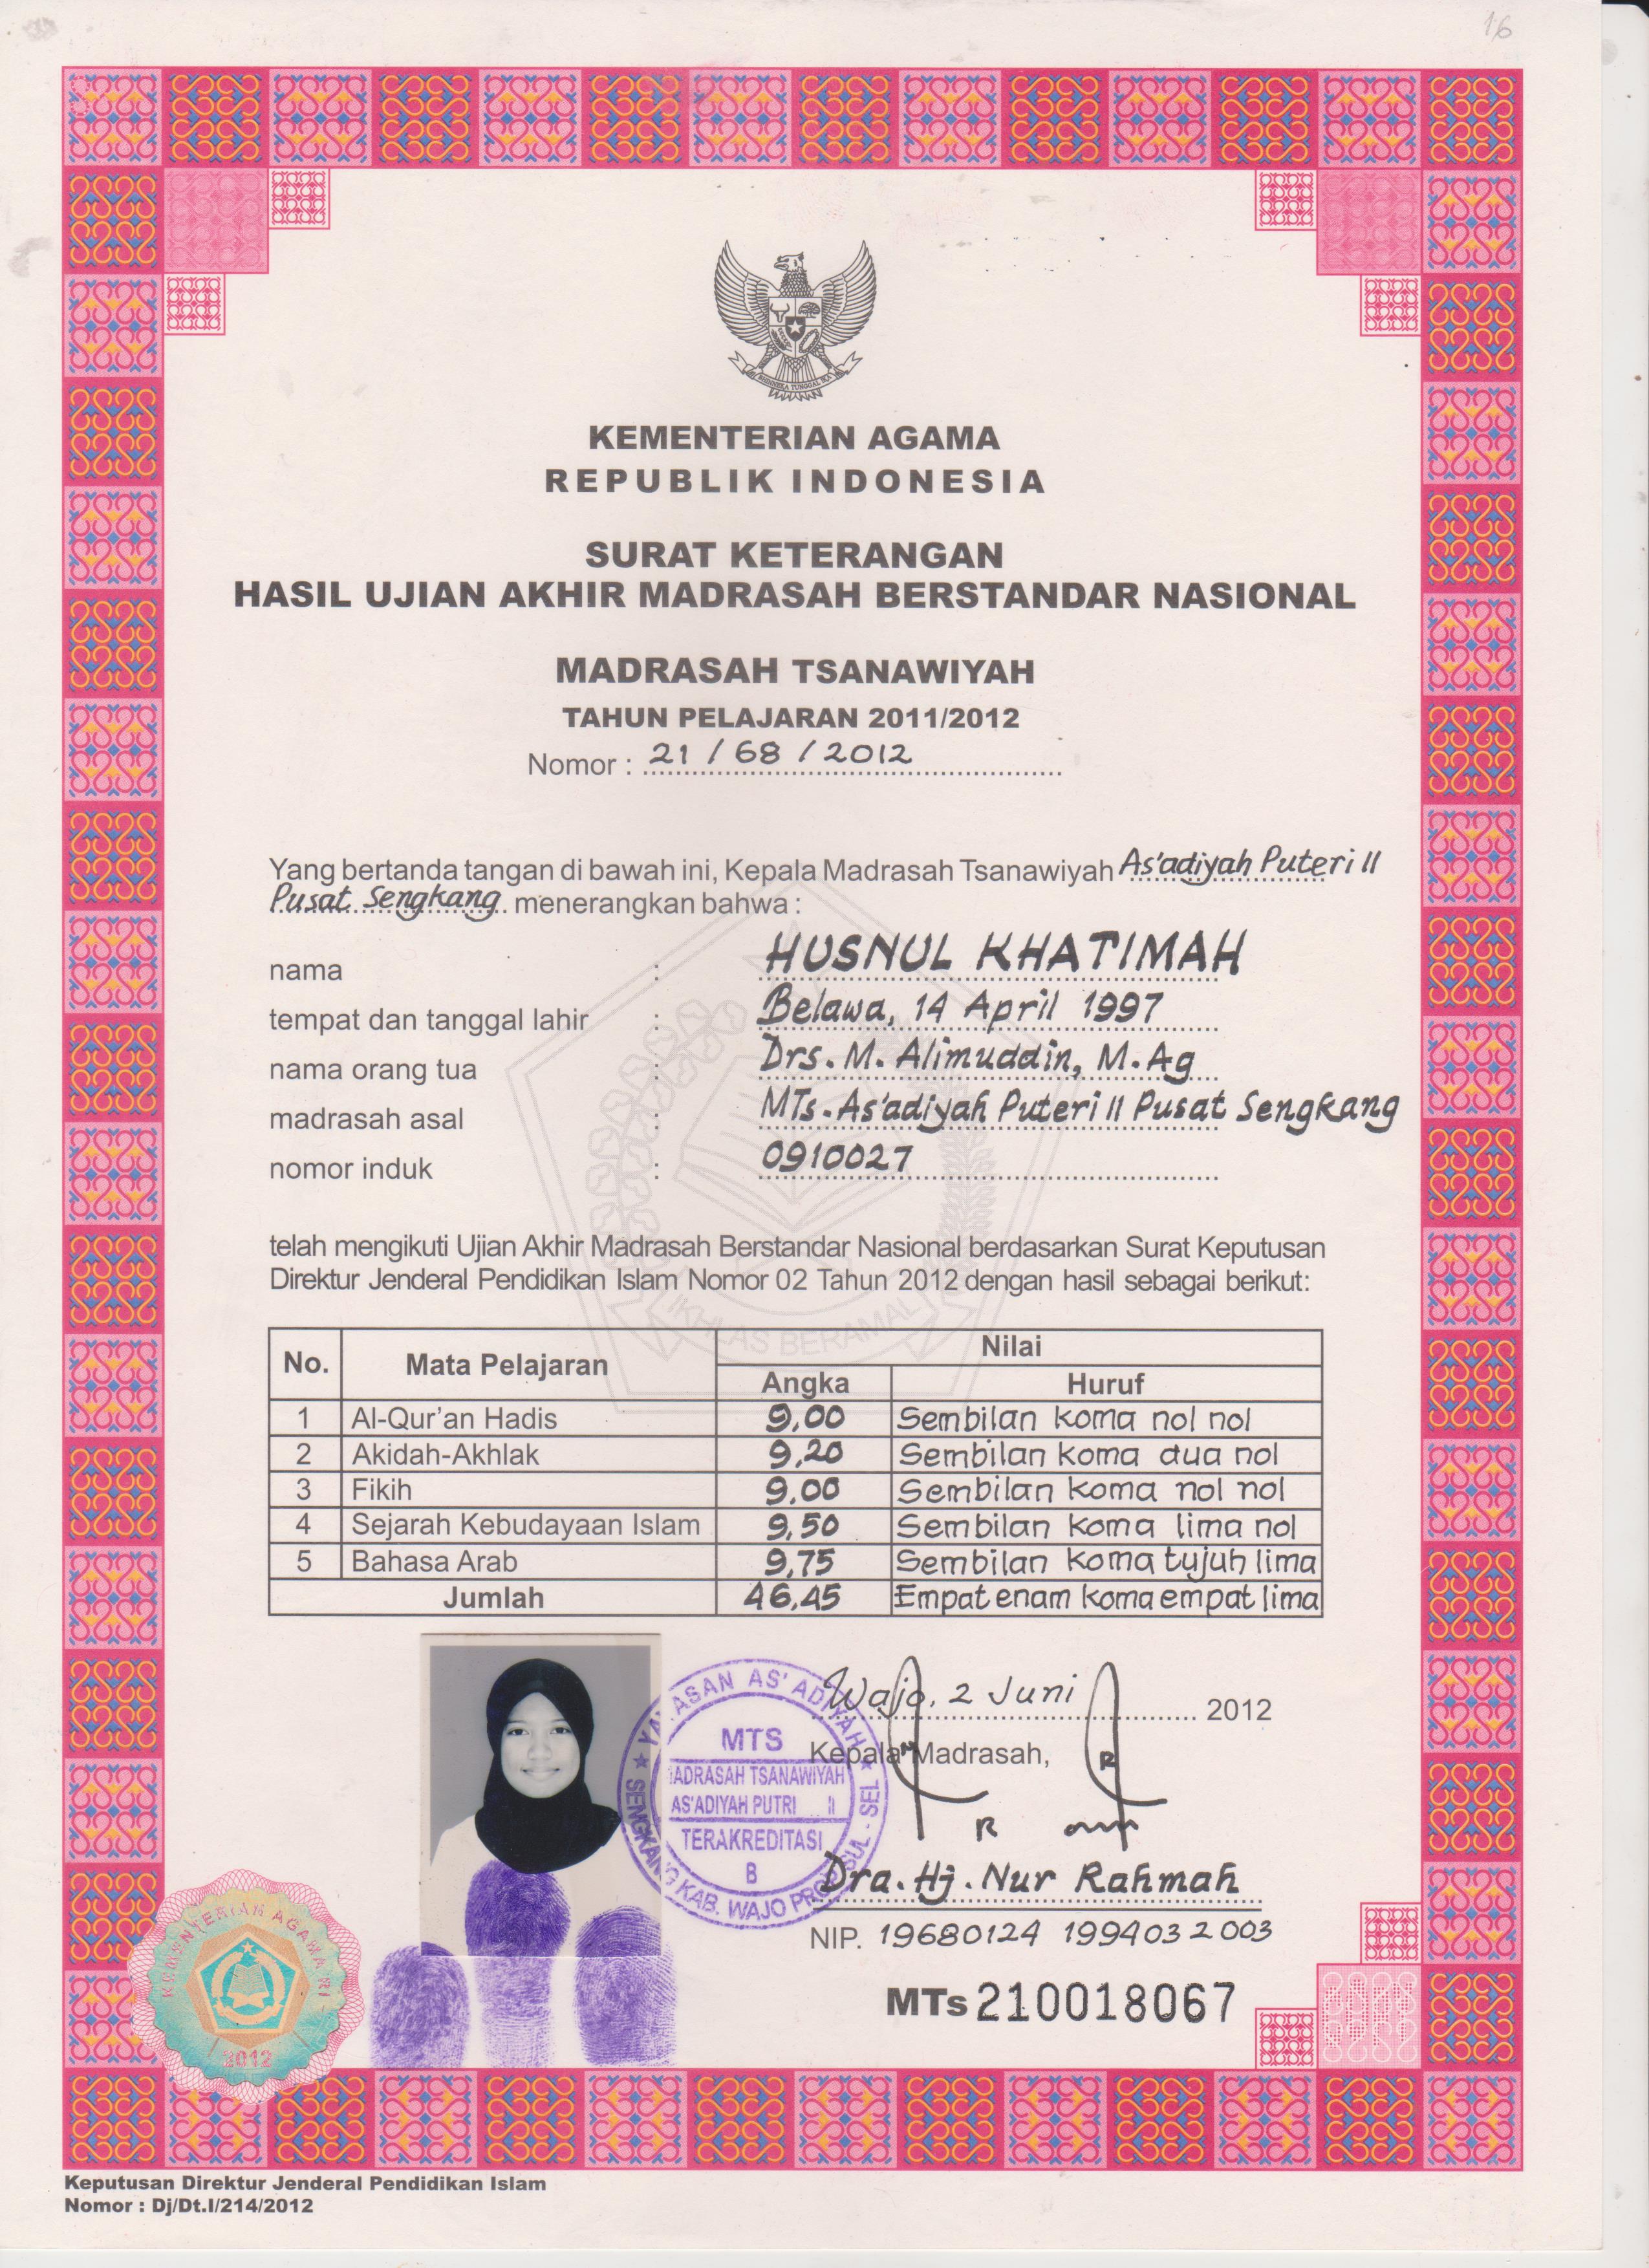 16
BHINNEKA TUNGGAL IKA
KEMENTERIAN AGAMA
REPUBLIK INDONESIA
SURAT KETERANGAN
HASIL UJIAN AKHIR MADRASAH BERSTANDAR NASIONAL
MADRASAH TSANAWIYAH
TAHUN PELAJARAN 2011/2012
Nomor : 21 / 68 / 2012
Yang bertanda tangan di bawah ini, Kepala Madrasah Tsanawiyah As'adiyah Puteri II
Pusat Sengkang menerangkan bahwa :
nama : HUSNUL KHATIMAH
tempat dan tanggal lahir : Belawa, 14 April 1997
nama orang tua : Drs. M. Alimuddin, M.Ag
madrasah asal : MTs. As'adiyah Puteri II Pusat Sengkang
nomor induk : 0910027
telah mengikuti Ujian Akhir Madrasah Berstandar Nasional berdasarkan Surat Keputusan
Direktur Jenderal Pendidikan Islam Nomor 02 Tahun 2012 dengan hasil sebagai berikut:
IKHLAS BERAMAL
No. Mata Pelajaran Nilai
Angka Huruf
1 Al-Qur'an Hadis 9,00 Sembilan koma nol nol
2 Akidah-Akhlak 9,20 Sembilan koma dua nol
3 Fikih 9,00 Sembilan koma nol nol
4 Sejarah Kebudayaan Islam 9,50 Sembilan koma lima nol
5 Bahasa Arab 9,75 Sembilan koma tujuh lima
Jumlah 46,45 Empat enam koma empat lima
Wajo, 2 Juni 2012
Kepala Madrasah,
YAYASAN AS' ADIYAH
MTS
MADRASAH TSANAWIYAH
AS'ADIYAH PUTRI II
TERAKREDITASI
B
SENGKANG KAB. WAJO PROP. SUL - SEL
Dra. Hj. Nur Rahmah
NIP. 19680124 199403 2 003
MTs 210018067
KEMENTERIAN AGAMA RI
2012
Keputusan Direktur Jenderal Pendidikan Islam
Nomor : Dj/Dt.I/214/2012